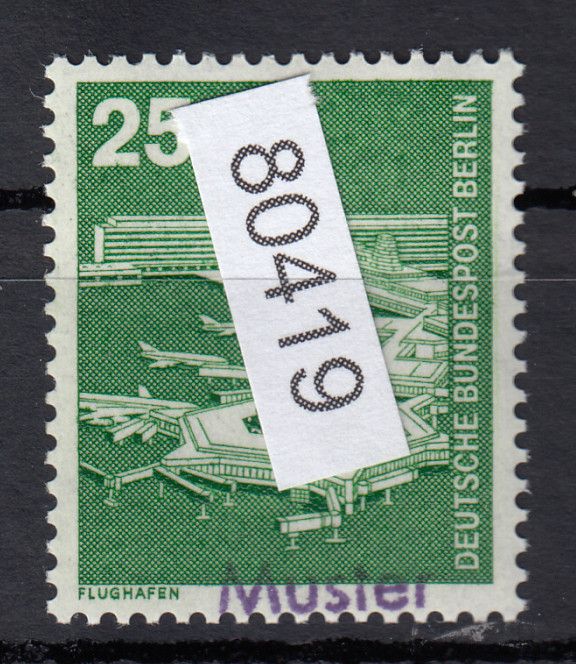 25
80419
DEUTSCHE BUNDESPOST BERLIN
FLUGHAFEN
Muster